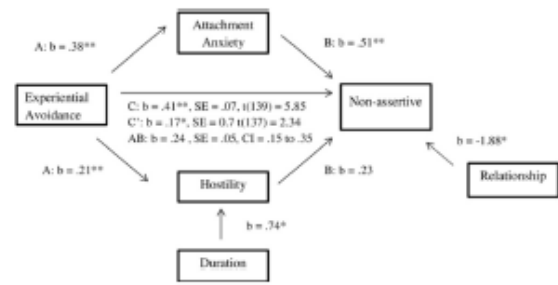 Attachment
Anxiety
A: b = .38**
B: b = .51**
Experiential
Avoidance
C: b = .41**, SE = .07, t(139) = 5.85
C': b = .17*, SE = 0.7 t(137) = 2.34
AB: b = .24 , SE = .05, CI = .15 to .35
Non-assertive
A: b = .21**
Hostility
B: b = .23
b = -1.88*
Relationship
b = .74*
Duration